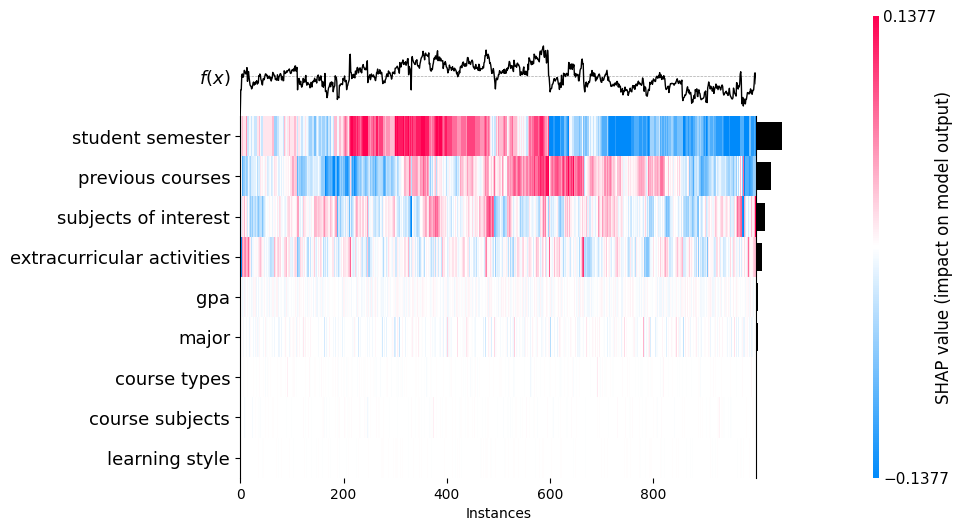 0.1377
f(x)
student semester
previous courses
subjects of interest
extracurricular activities
gpa
major
course types
course subjects
learning style
0 200 400 600 800
Instances
SHAP value (impact on model output)
−0.1377